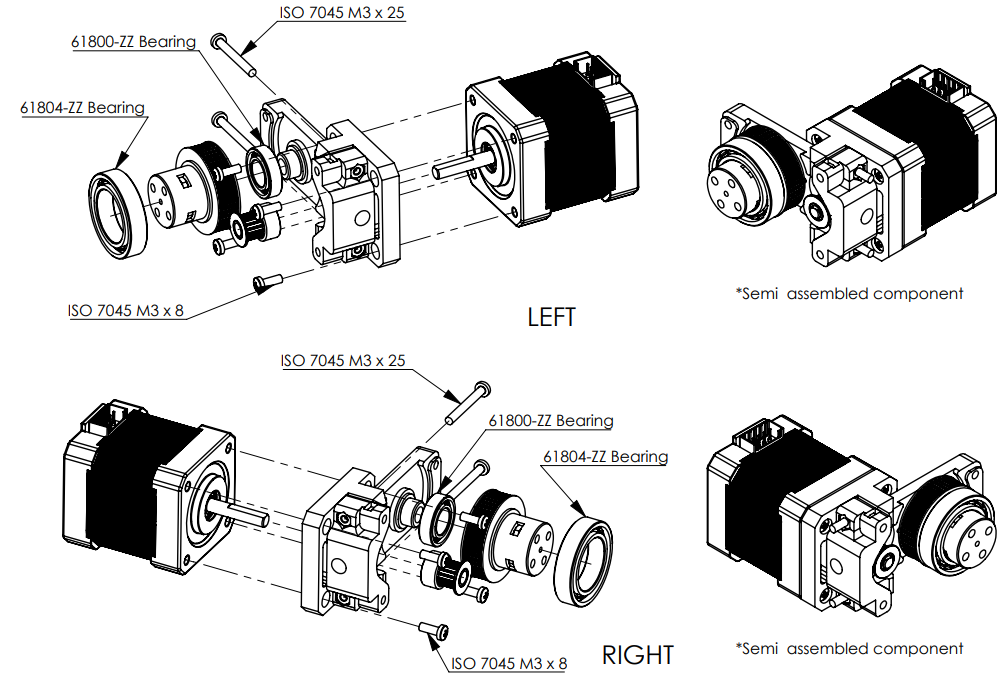 ISO 7045 M3 x 25
61800-ZZ Bearing
61804-ZZ Bearing
ISO 7045 M3 x 8
LEFT
*Semi assembled component
ISO 7045 M3 x 25
61800-ZZ Bearing
61804-ZZ Bearing
ISO 7045 M3 x 8
RIGHT
*Semi assembled component